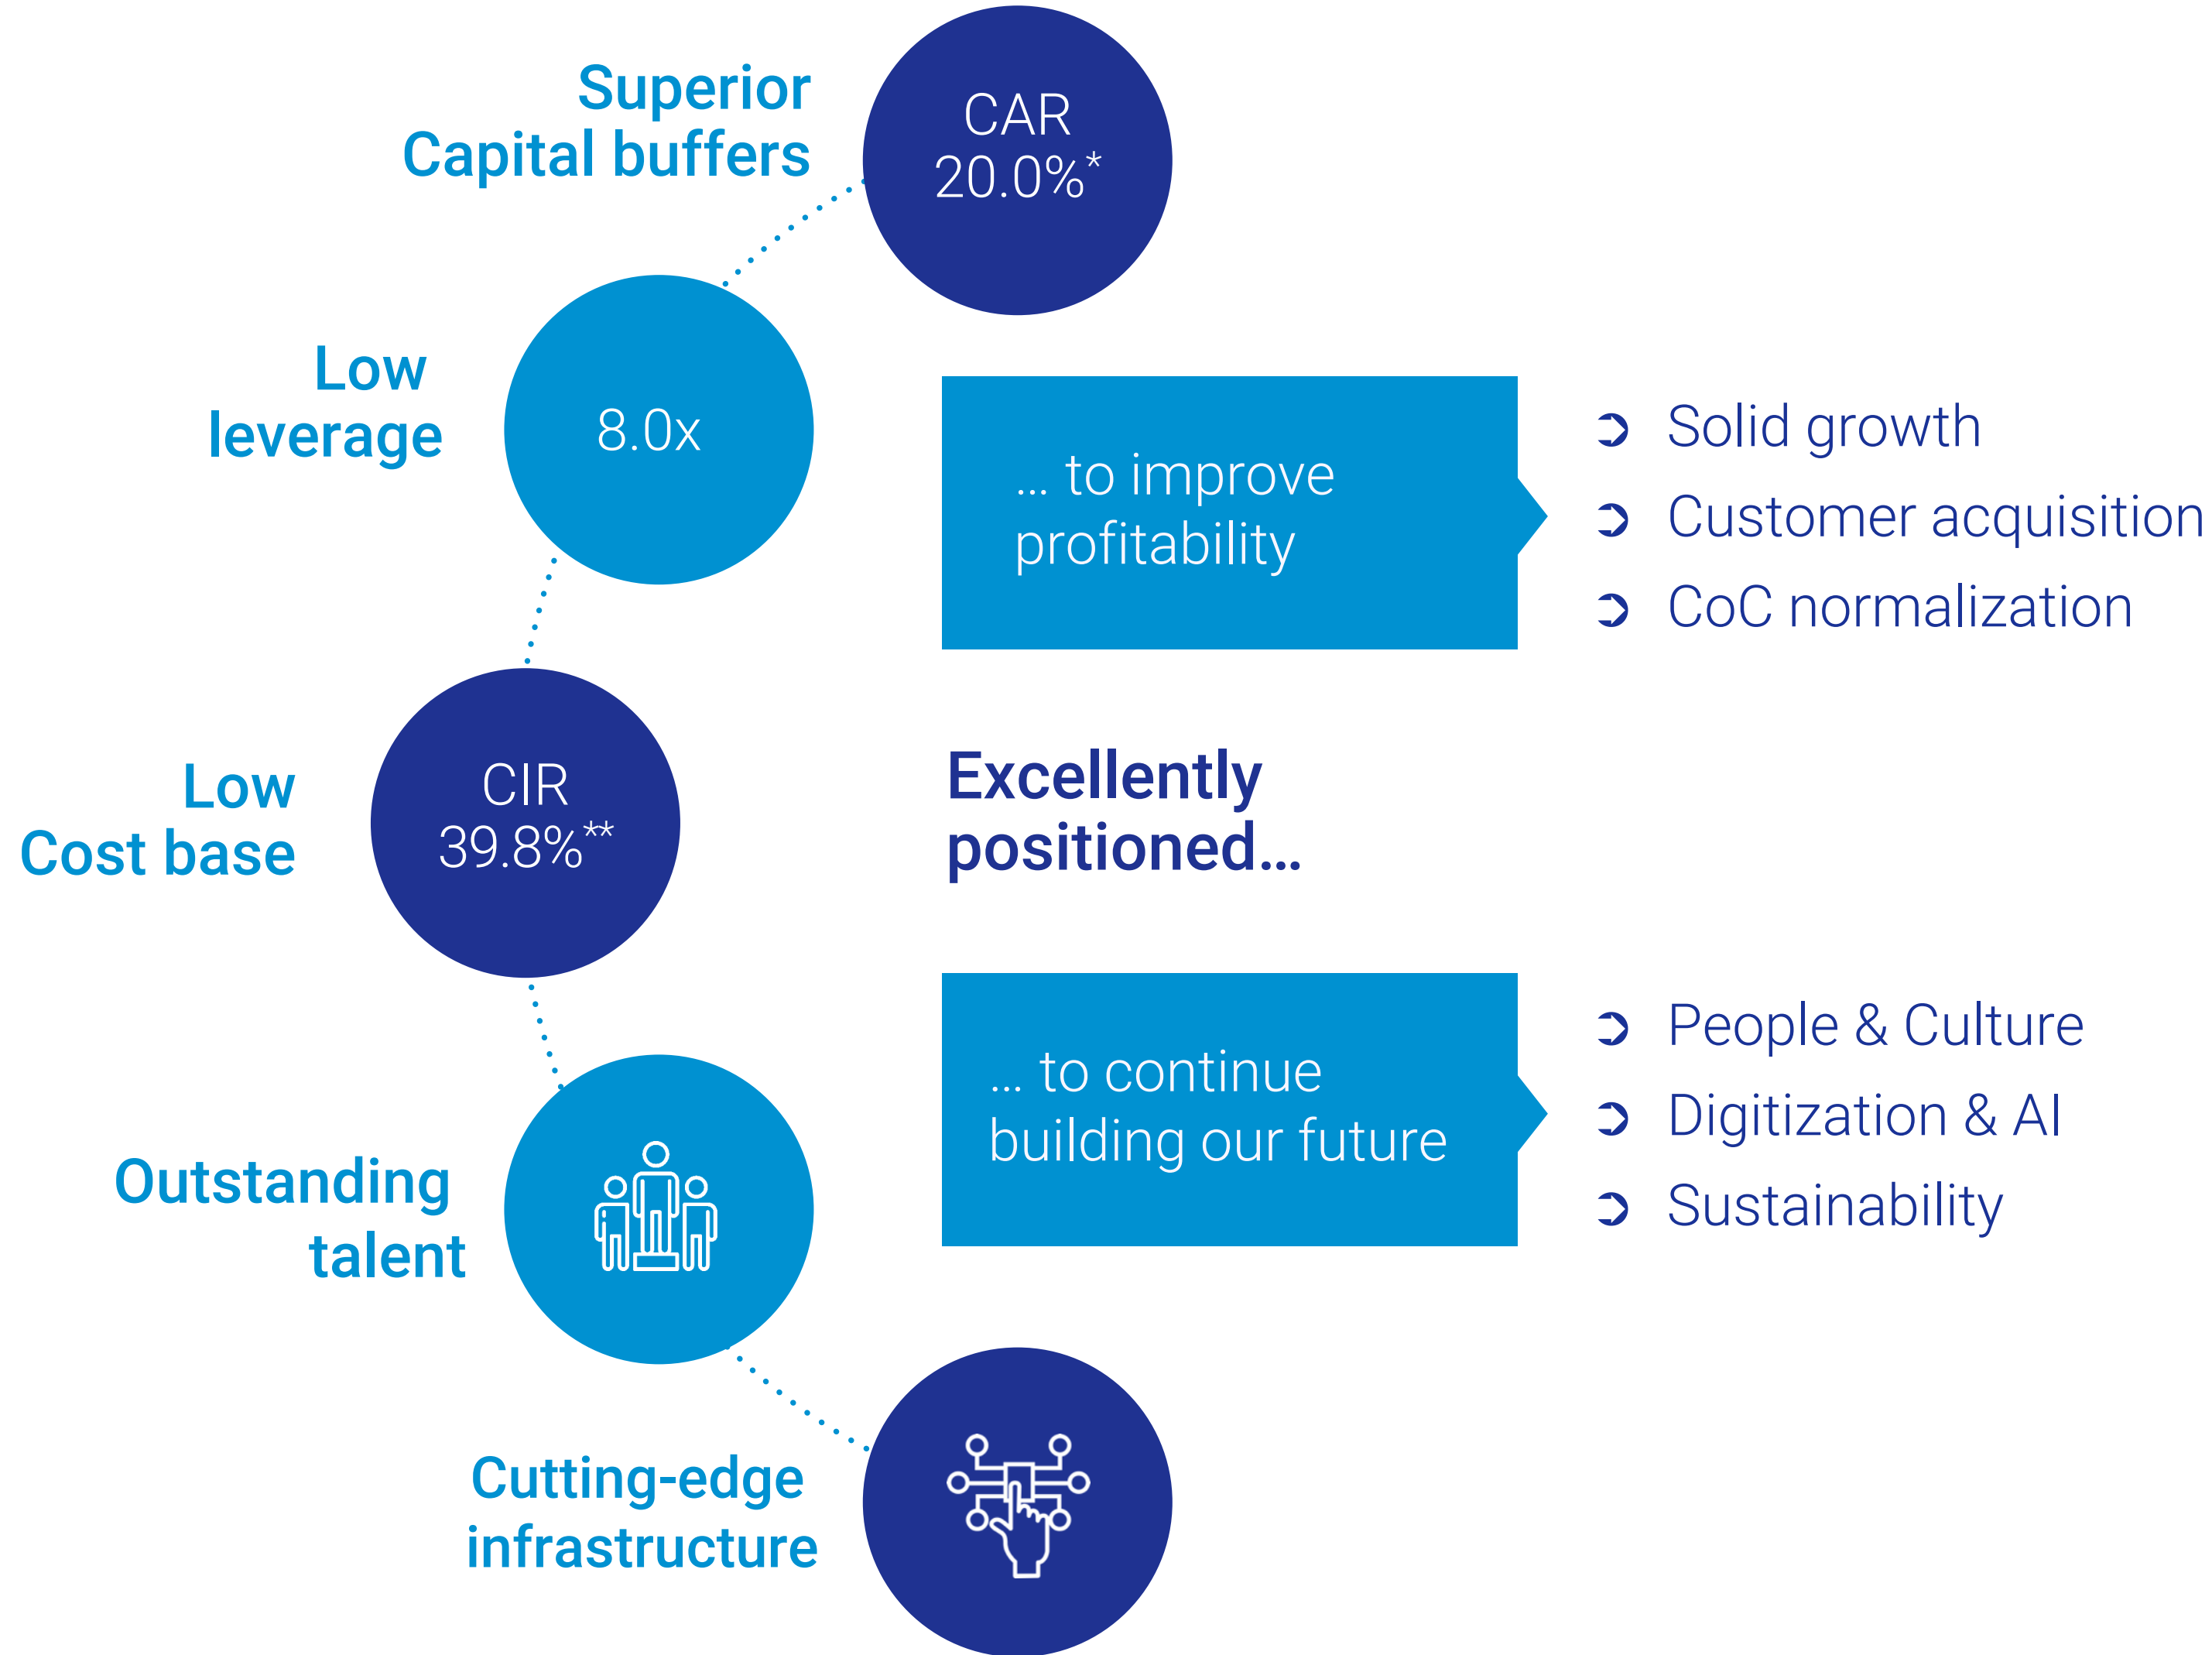 Superior
Capital buffers
CAR
20.0%*
Low
leverage
8.0x
Low
Cost base
CIR
39.8%**
Outstanding
talent
Cutting-edge
infrastructure
... to improve
profitability
Solid growth
Customer acquisition
CoC normalization
Excellently
positioned...
... to continue
building our future
People & Culture
Digitization & AI
Sustainability